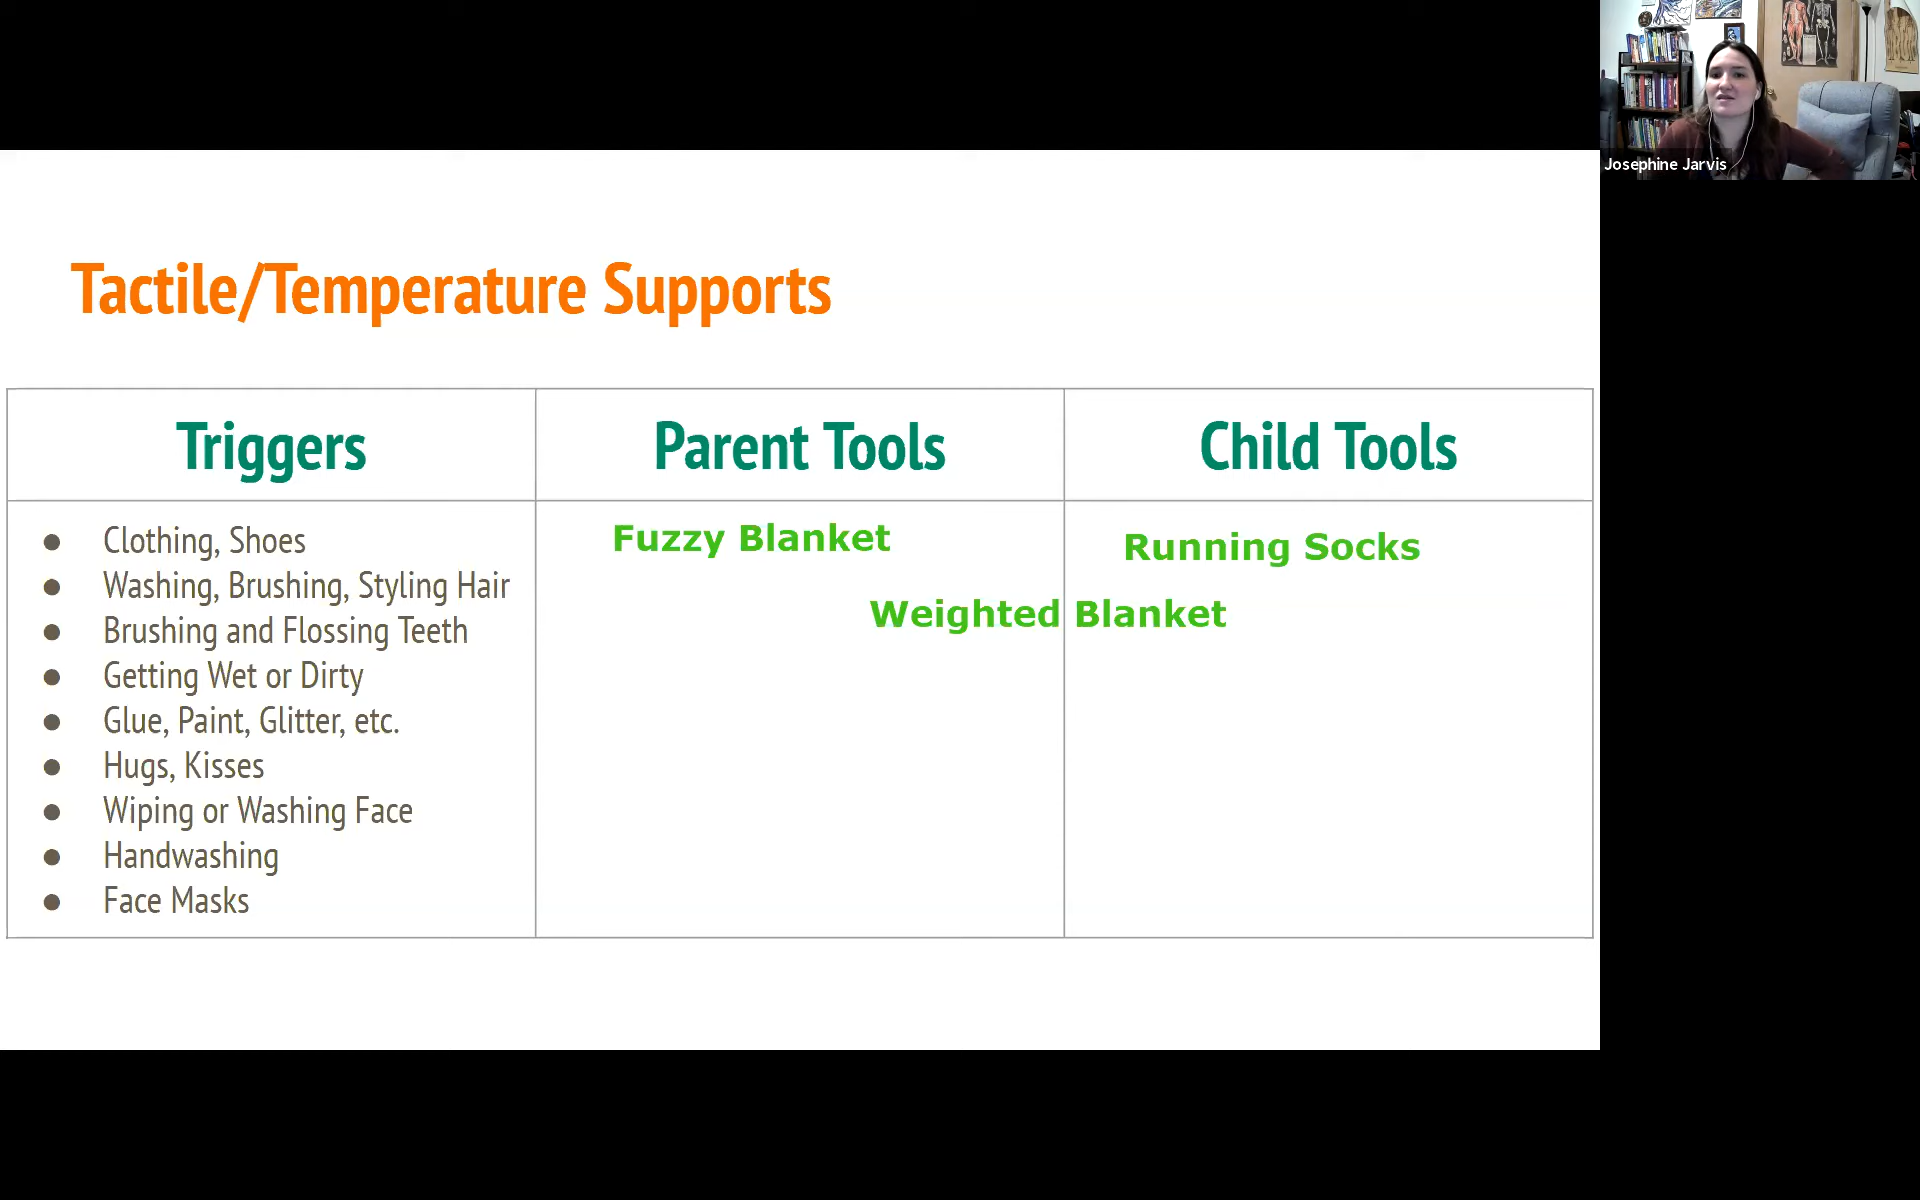 Josephine Jarvis
Tactile/Temperature Supports
Triggers
Parent Tools
Child Tools
Clothing, Shoes
Washing, Brushing, Styling Hair
Brushing and Flossing Teeth
Getting Wet or Dirty
Glue, Paint, Glitter, etc.
Hugs, Kisses
Wiping or Washing Face
Handwashing
Face Masks
Fuzzy Blanket
Running Socks
Weighted Blanket